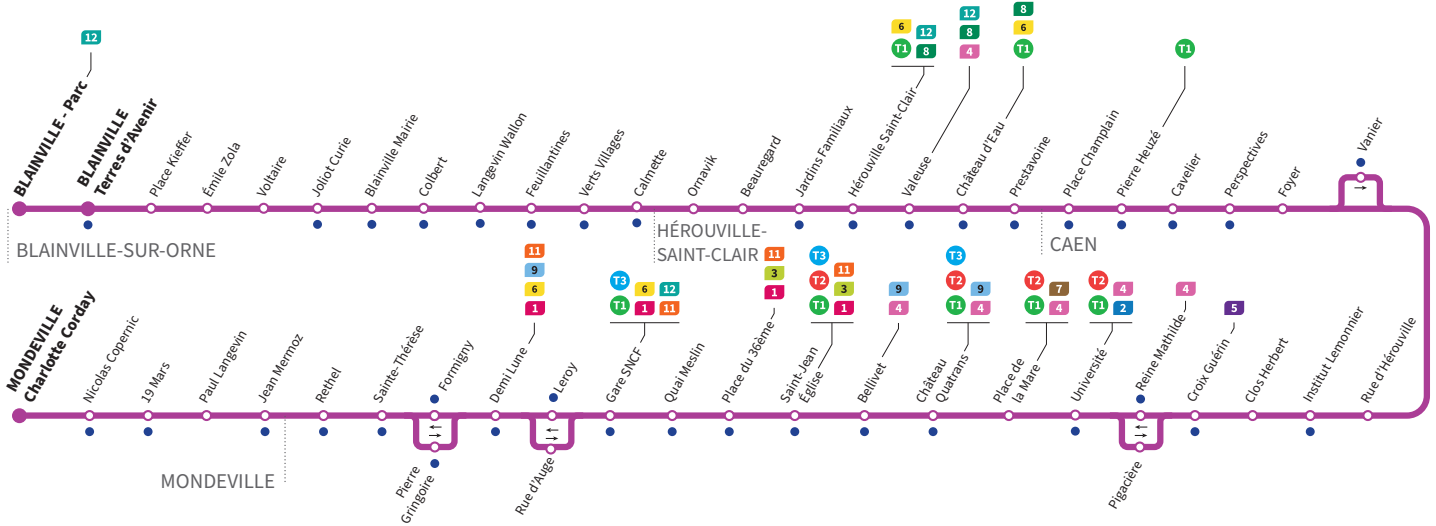 12
6
T1
12
8
12
8
4
8
6
T1
T1
BLAINVILLE - Parc
BLAINVILLE
Terres d'Avenir
Place Kieffer
Émile Zola
Voltaire
Joliot Curie
Blainville Mairie
Colbert
Langevin Wallon
Feuillantines
Verts Villages
Calmette
Ornavik
Beauregard
Jardins Familiaux
Hérouville Saint-Clair
Valeuse
Château d'Eau
Prestavoine
Place Champlain
Pierre Heuzé
Cavelier
Perspectives
Foyer
Vanier
BLAINVILLE-SUR-ORNE
HÉROUVILLE-
SAINT-CLAIR
CAEN
11
9
6
1
T3
T1
6
1
12
11
11
3
1
T3
T2
T1
11
3
1
9
4
T3
T2
T1
9
4
T2
T1
7
4
T2
T1
4
2
4
5
MONDEVILLE
Charlotte Corday
Nicolas Copernic
19 Mars
Paul Langevin
Jean Mermoz
Rethel
Sainte-Thérèse
Formigny
Demi Lune
Leroy
Gare SNCF
Quai Meslin
Place du 36ème
Saint-Jean
Église
Bellivet
Château
Quatrans
Place de
la Mare
Université
Reine Mathilde
Croix Guérin
Clos Herbert
Institut Lemonnier
Rue d'Hérouville
MONDEVILLE
Pierre
Gringoire
Rue d'Auge
Pigacière